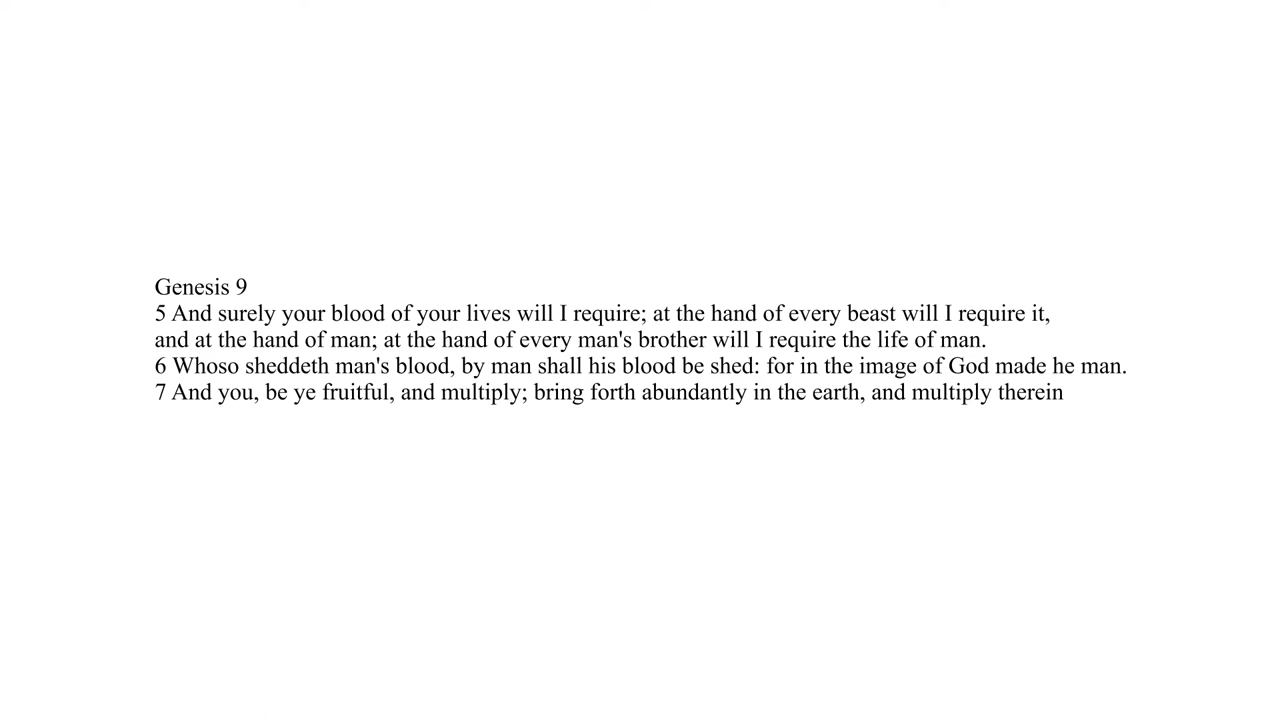 Genesis 9
5 And surely your blood of your lives will I require; at the hand of every beast will I require it,
and at the hand of man; at the hand of every man's brother will I require the life of man.
6 Whoso sheddeth man's blood, by man shall his blood be shed: for in the image of God made he man.
7 And you, be ye fruitful, and multiply; bring forth abundantly in the earth, and multiply therein